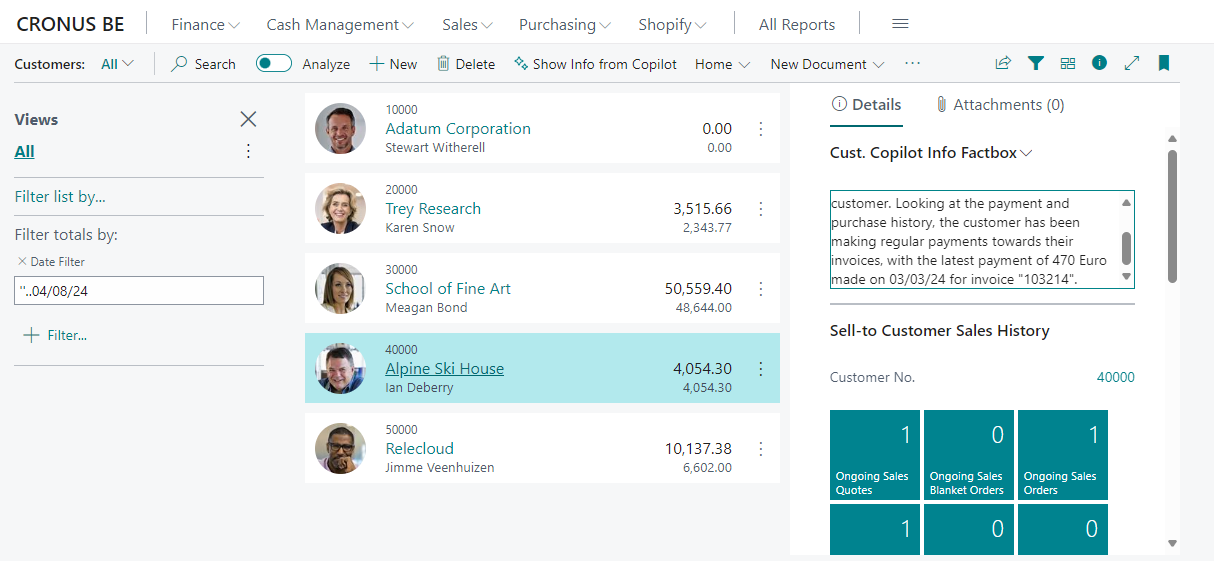 CRONUS BE
Finance
Cash Management
Sales
Purchasing
Shopify
All Reports
Customers:
All
Search
Analyze
New
Delete
Show Info from Copilot
Home
New Document
Views
All
Filter list by...
Filter totals by:
Date Filter
''..04/08/24
Filter...
10000
Adatum Corporation
0.00
Stewart Witherell
0.00
20000
Trey Research
3,515.66
Karen Snow
2,343.77
30000
School of Fine Art
50,559.40
Meagan Bond
48,644.00
40000
Alpine Ski House
4,054.30
Ian Deberry
4,054.30
50000
Relecloud
10,137.38
Jimme Veenhuizen
6,602.00
Details
Attachments (0)
Cust. Copilot Info Factbox
customer. Looking at the payment and
purchase history, the customer has been
making regular payments towards their
invoices, with the latest payment of 470 Euro
made on 03/03/24 for invoice "103214".
Sell-to Customer Sales History
Customer No.
40000
1
Ongoing Sales
Quotes
0
Ongoing Sales
Blanket Orders
1
Ongoing Sales
Orders
1
0
0